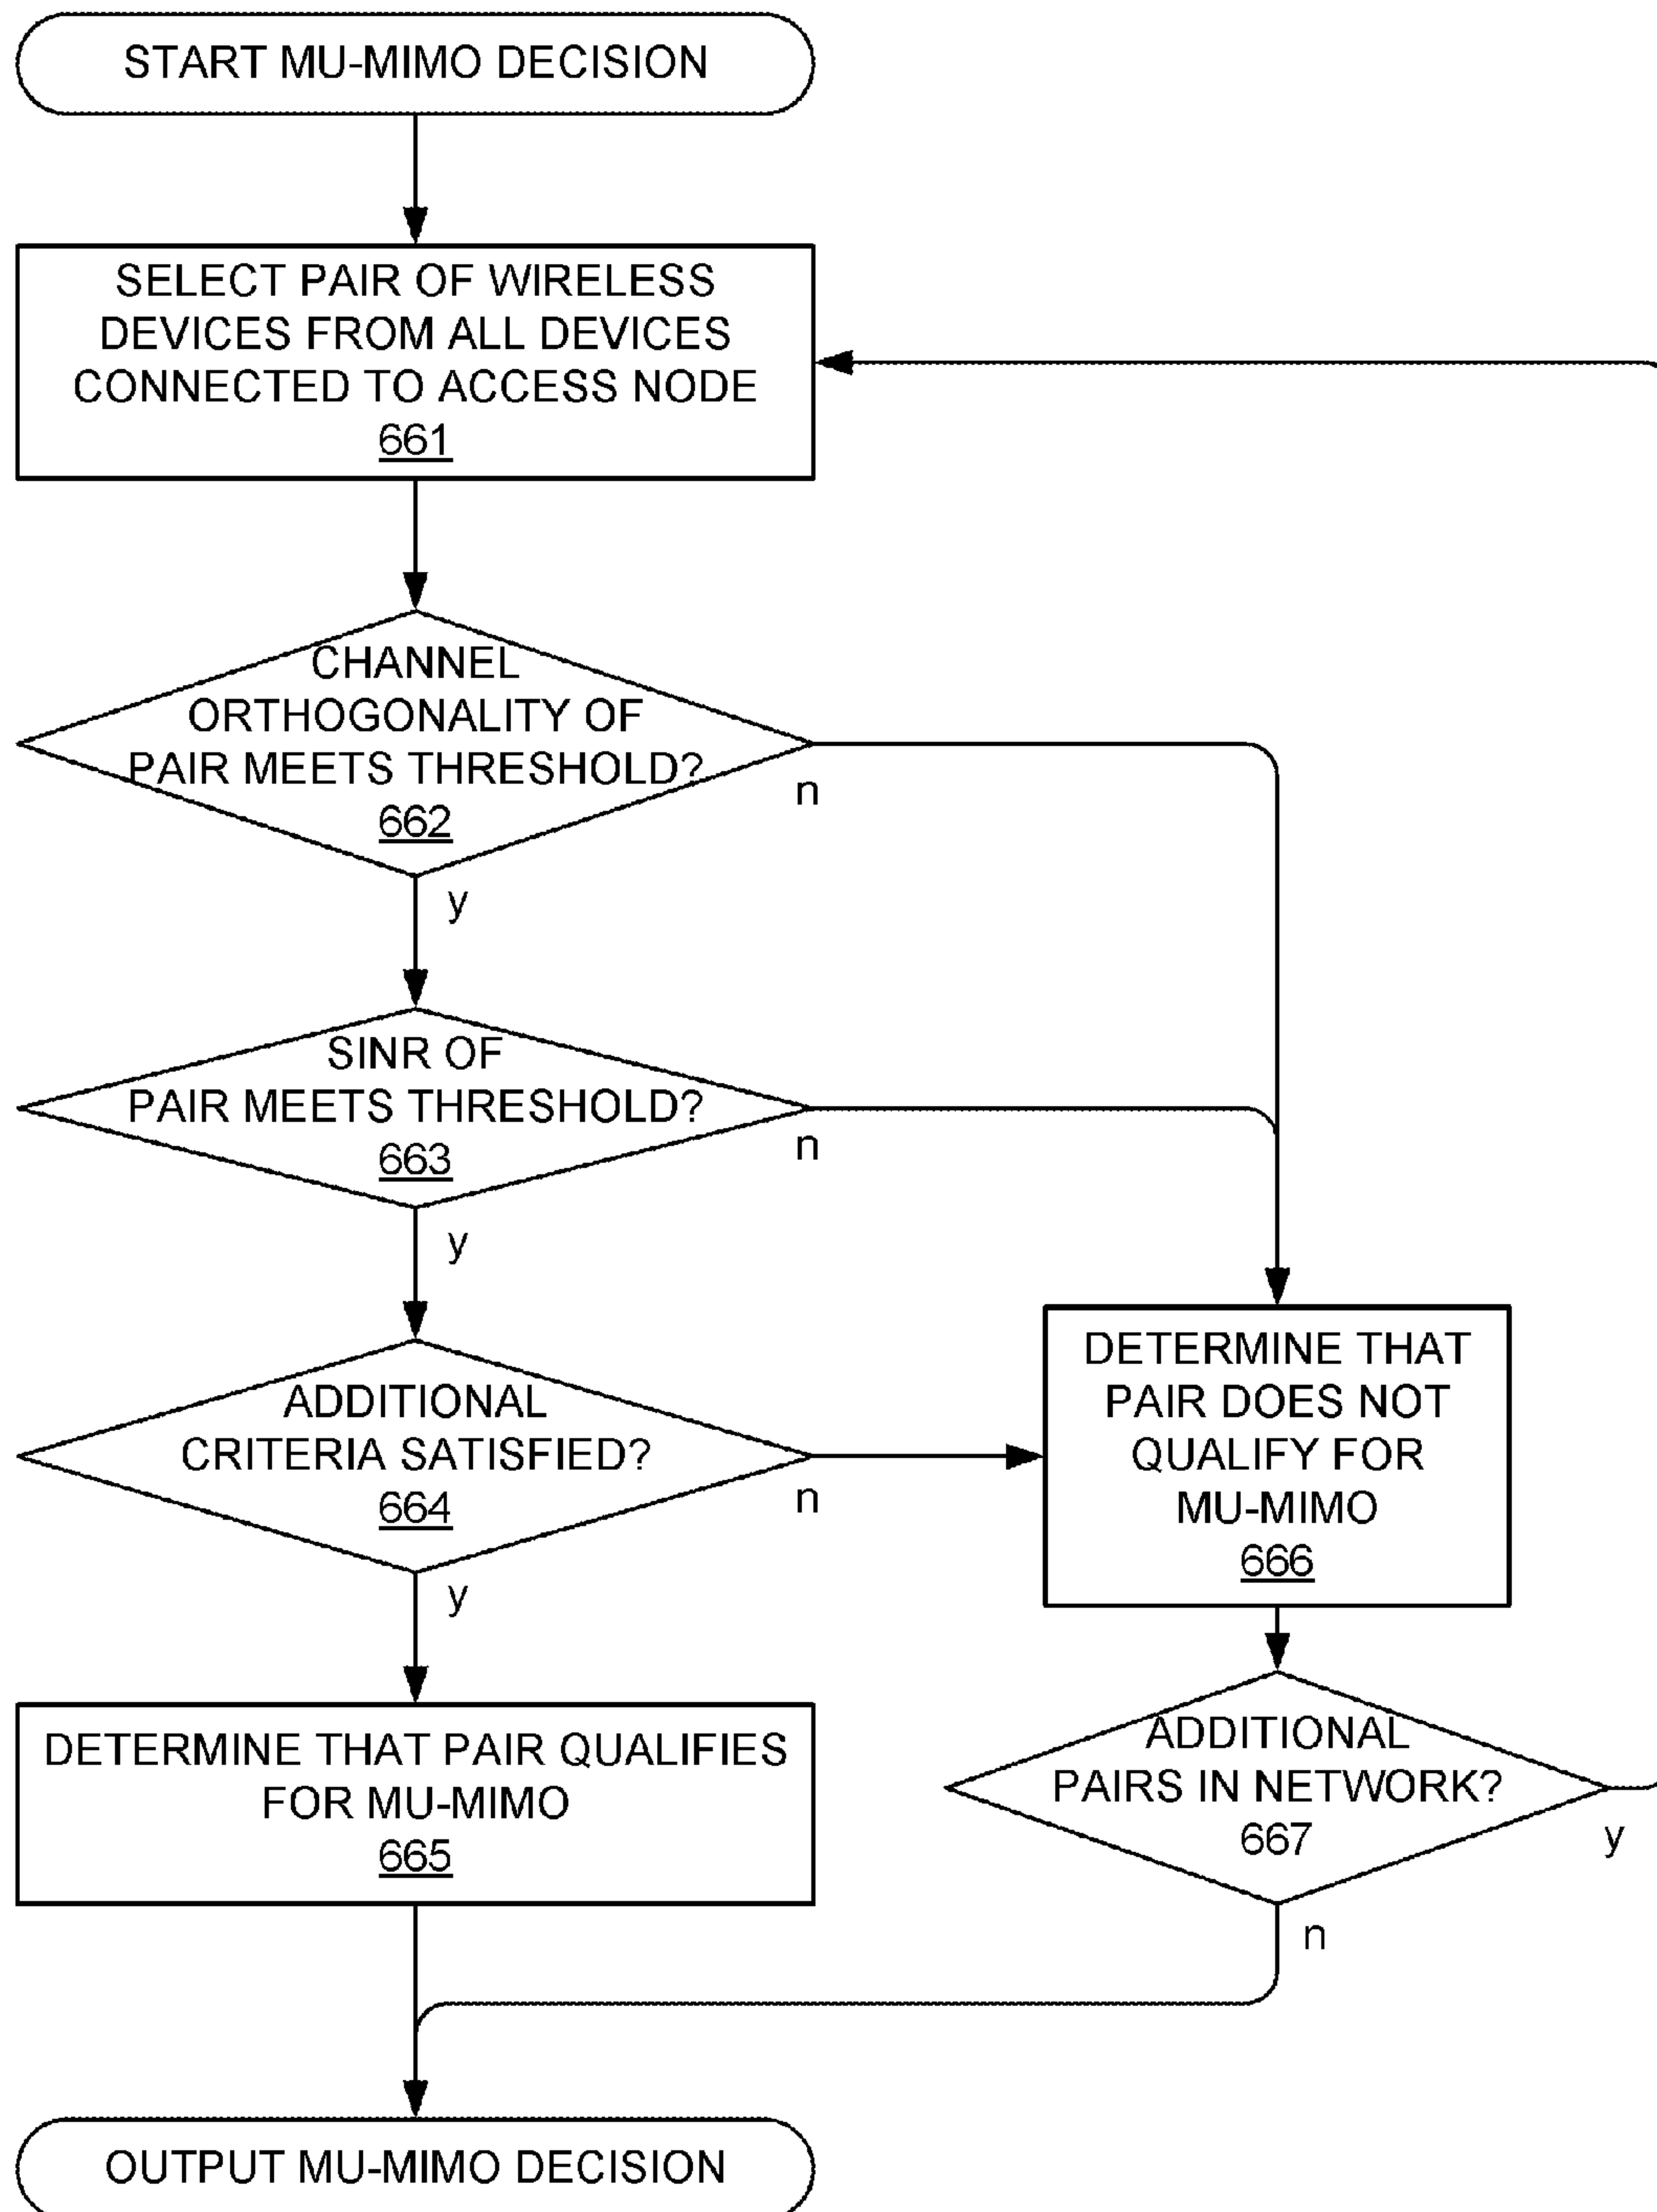 START MU-MIMO DECISION
SELECT PAIR OF WIRELESS
DEVICES FROM ALL DEVICES
CONNECTED TO ACCESS NODE
661
CHANNEL
ORTHOGONALITY OF
PAIR MEETS THRESHOLD?
662
n
y
SINR OF
PAIR MEETS THRESHOLD?
663
n
y
ADDITIONAL
CRITERIA SATISFIED?
664
n
y
DETERMINE THAT
PAIR DOES NOT
QUALIFY FOR
MU-MIMO
666
DETERMINE THAT PAIR QUALIFIES
FOR MU-MIMO
665
ADDITIONAL
PAIRS IN NETWORK?
667
y
n
OUTPUT MU-MIMO DECISION